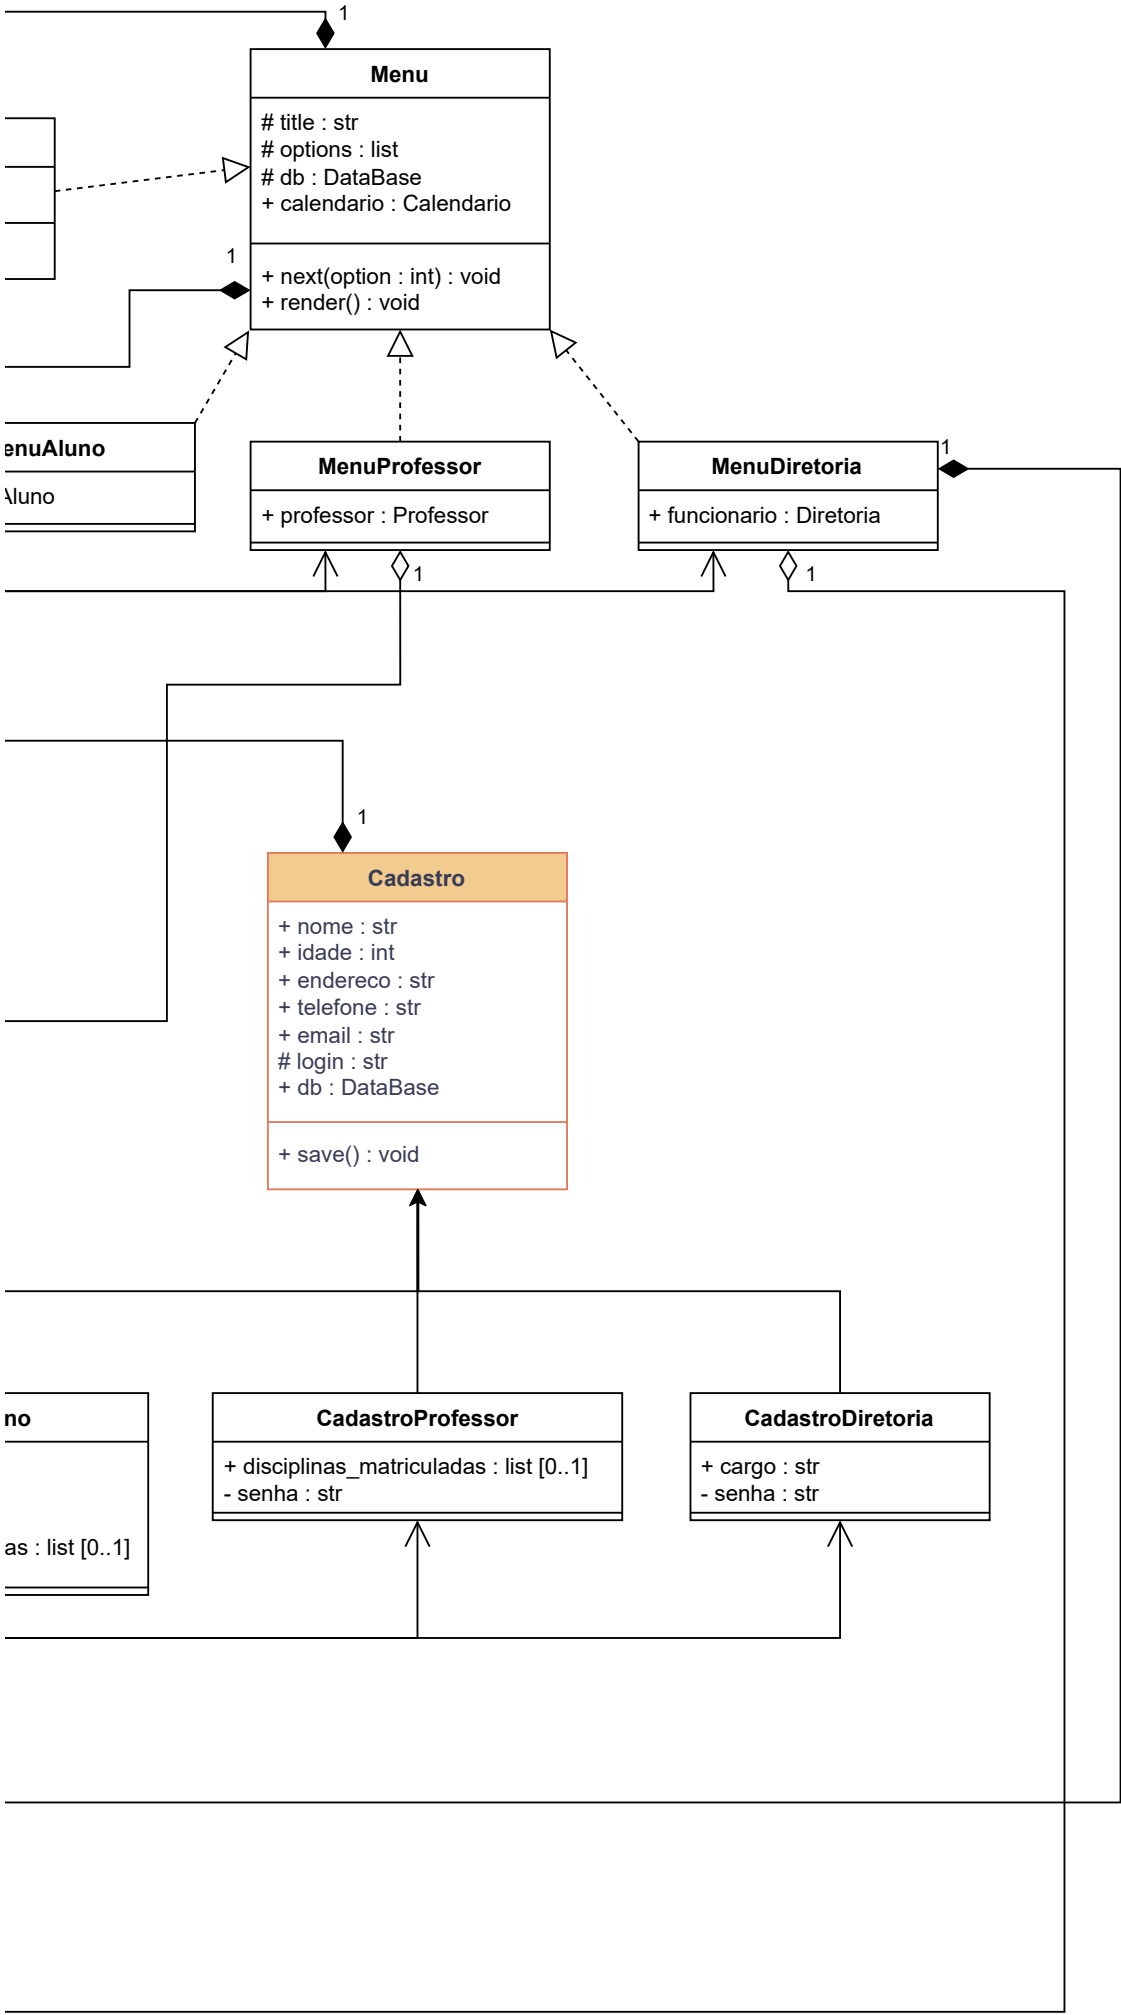 1
Menu
# title : str
# options : list
# db : DataBase
+ calendario : Calendario
1
+ next(option : int) : void
+ render() : void
enuAluno
Aluno
MenuProfessor
+ professor : Professor
1
MenuDiretoria
+ funcionario : Diretoria
1
1
1
Cadastro
+ nome : str
+ idade : int
+ endereco : str
+ telefone : str
+ email : str
# login : str
+ db : DataBase
+ save() : void
no
as : list [0..1]
CadastroProfessor
+ disciplinas_matriculadas : list [0..1]
- senha : str
CadastroDiretoria
+ cargo : str
- senha : str